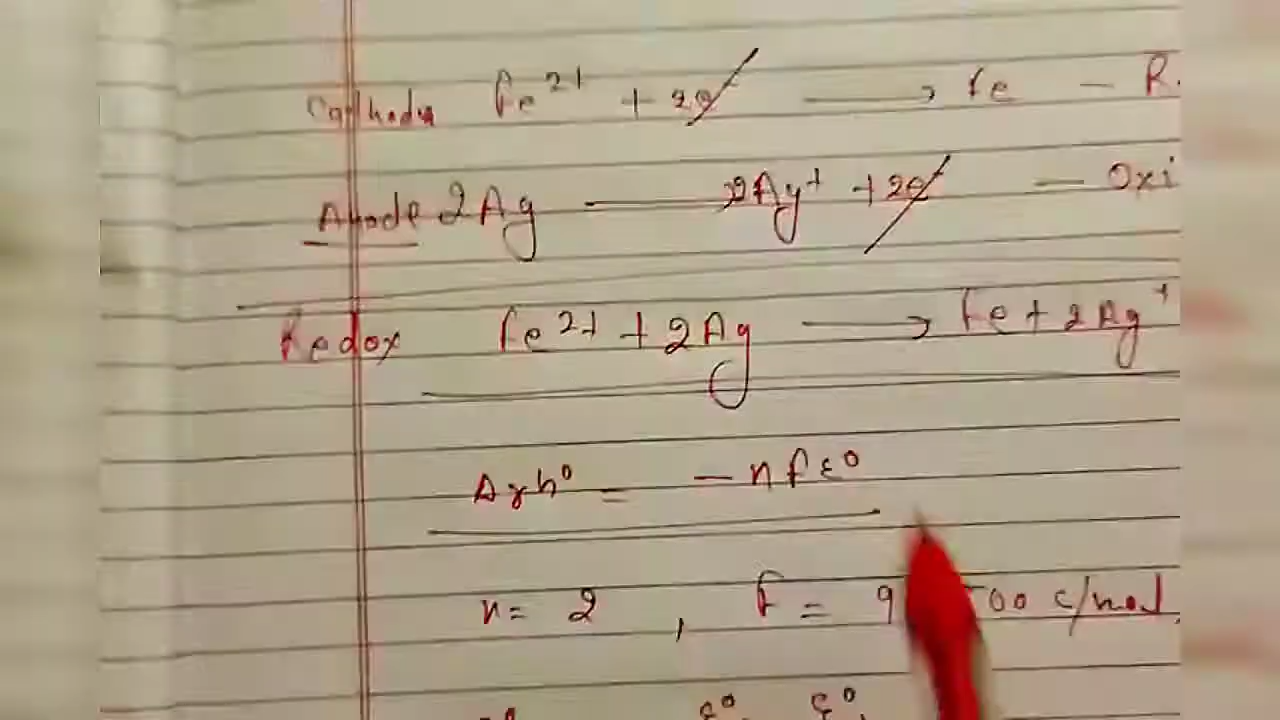 Cathode Fe²⁺ + 2e⁻ → Fe – R.
Anode 2Ag — 2Ag⁺ + 2e⁻ — Oxi
Redox Fe²⁺ + 2Ag → Fe + 2Ag⁺
ΔrG° = – nFE°
n = 2 , F = 9 500 C/mol.
E° E°